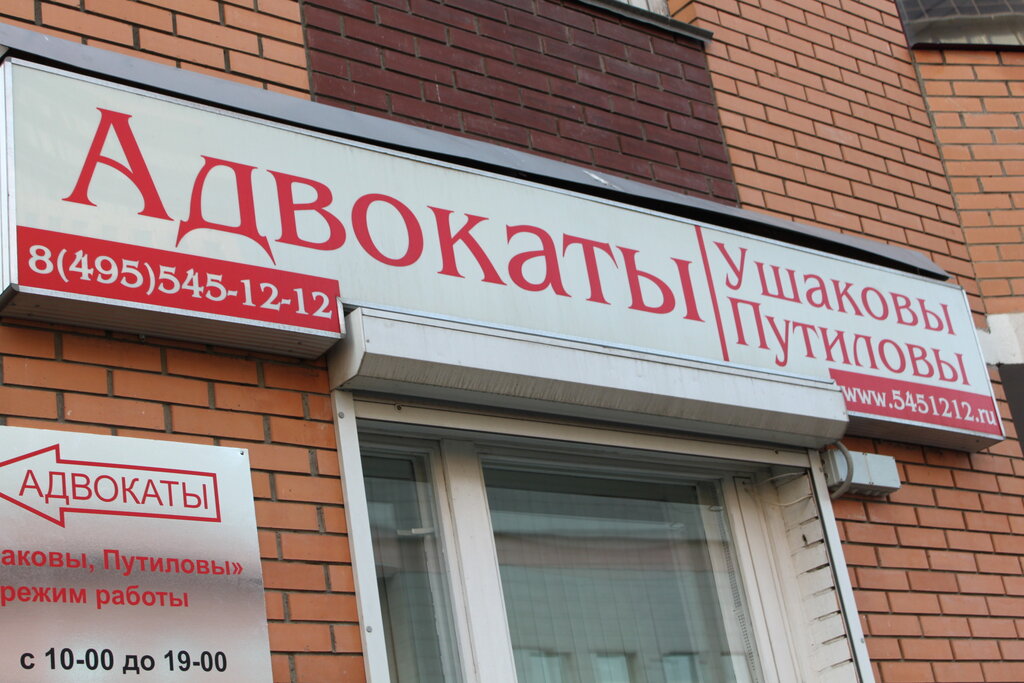 Адвокаты
8(495)545-12-12
Ушаковы
Путиловы
www.5451212.ru
АДВОКАТЫ
аковы, Путиловы»
режим работы
с 10-00 до 19-00